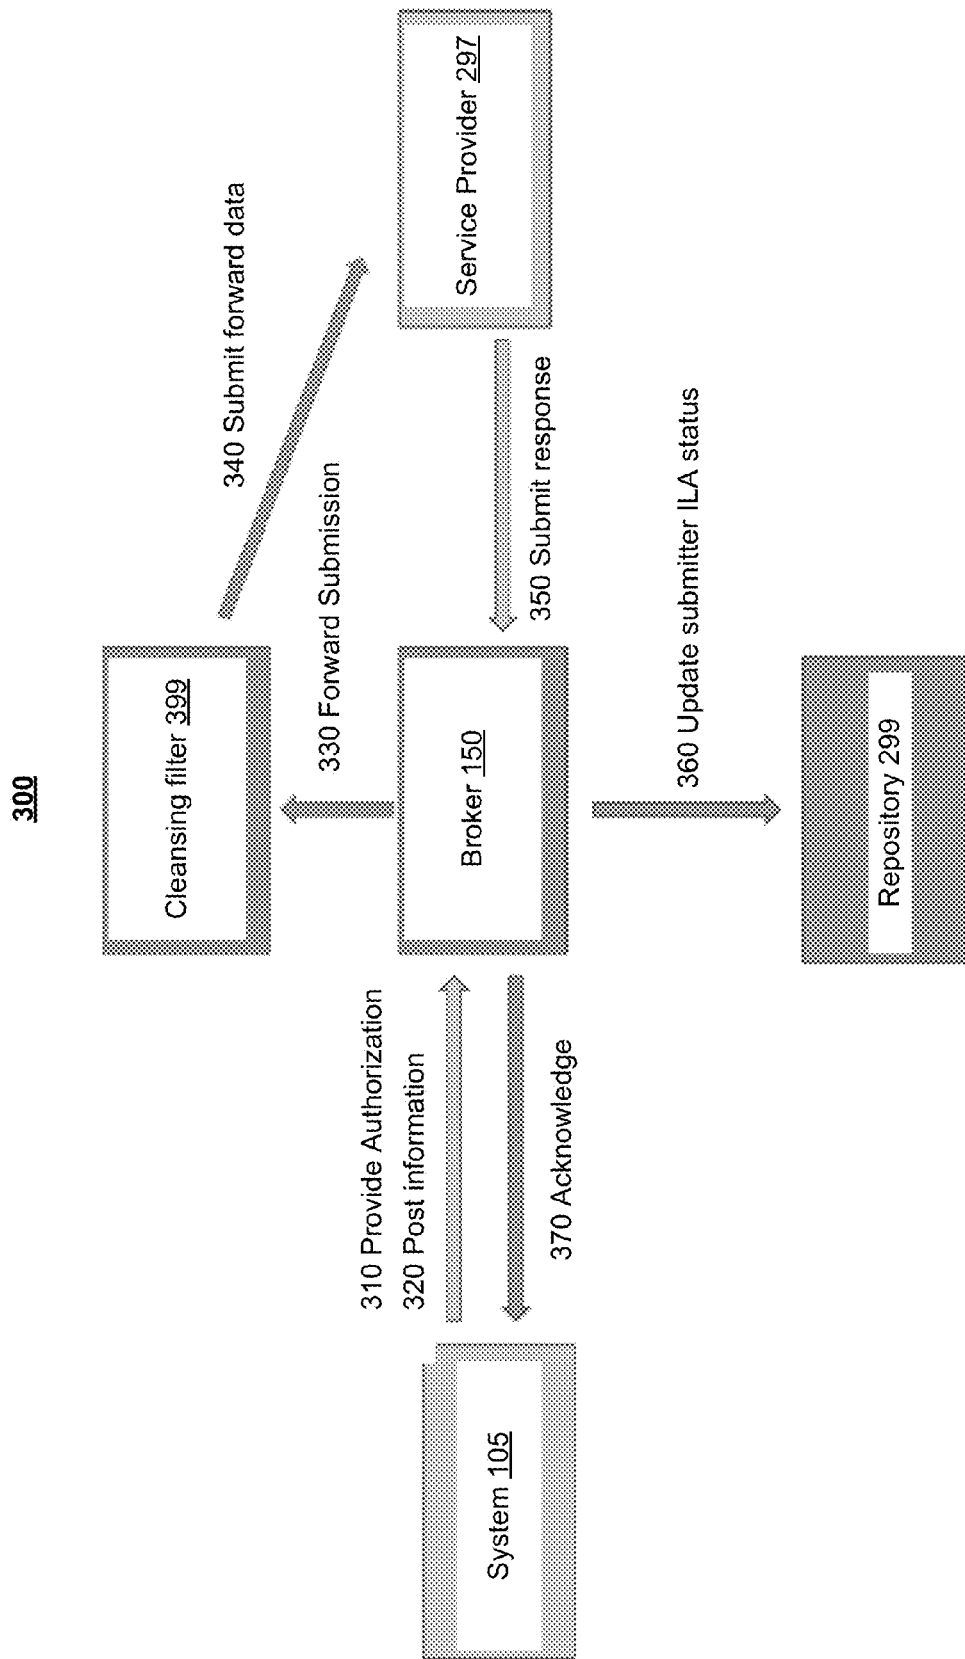 300
Cleansing filter 399
340 Submit forward data
330 Forward Submission
310 Provide Authorization
320 Post information
System 105
Broker 150
Service Provider 297
350 Submit response
370 Acknowledge
360 Update submitter ILA status
Repository 299